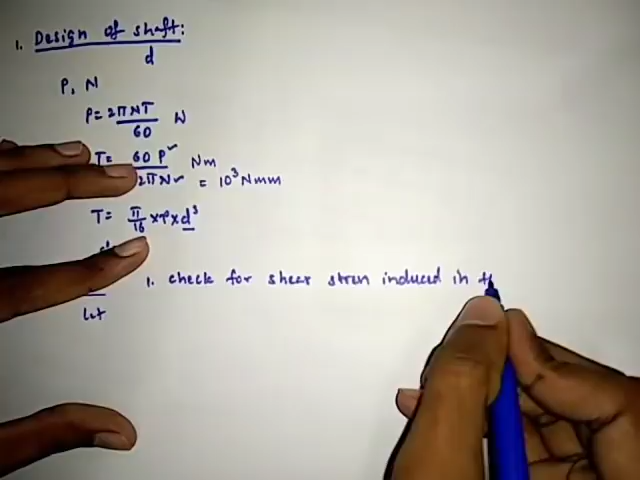 1. Design of shaft:
d
P, N
P = 2πNT / 60 W
T = 60 P / 2πN Nm
= 10³ Nmm
T = π/16 × τ × d³
1. check for shear stress induced in
let